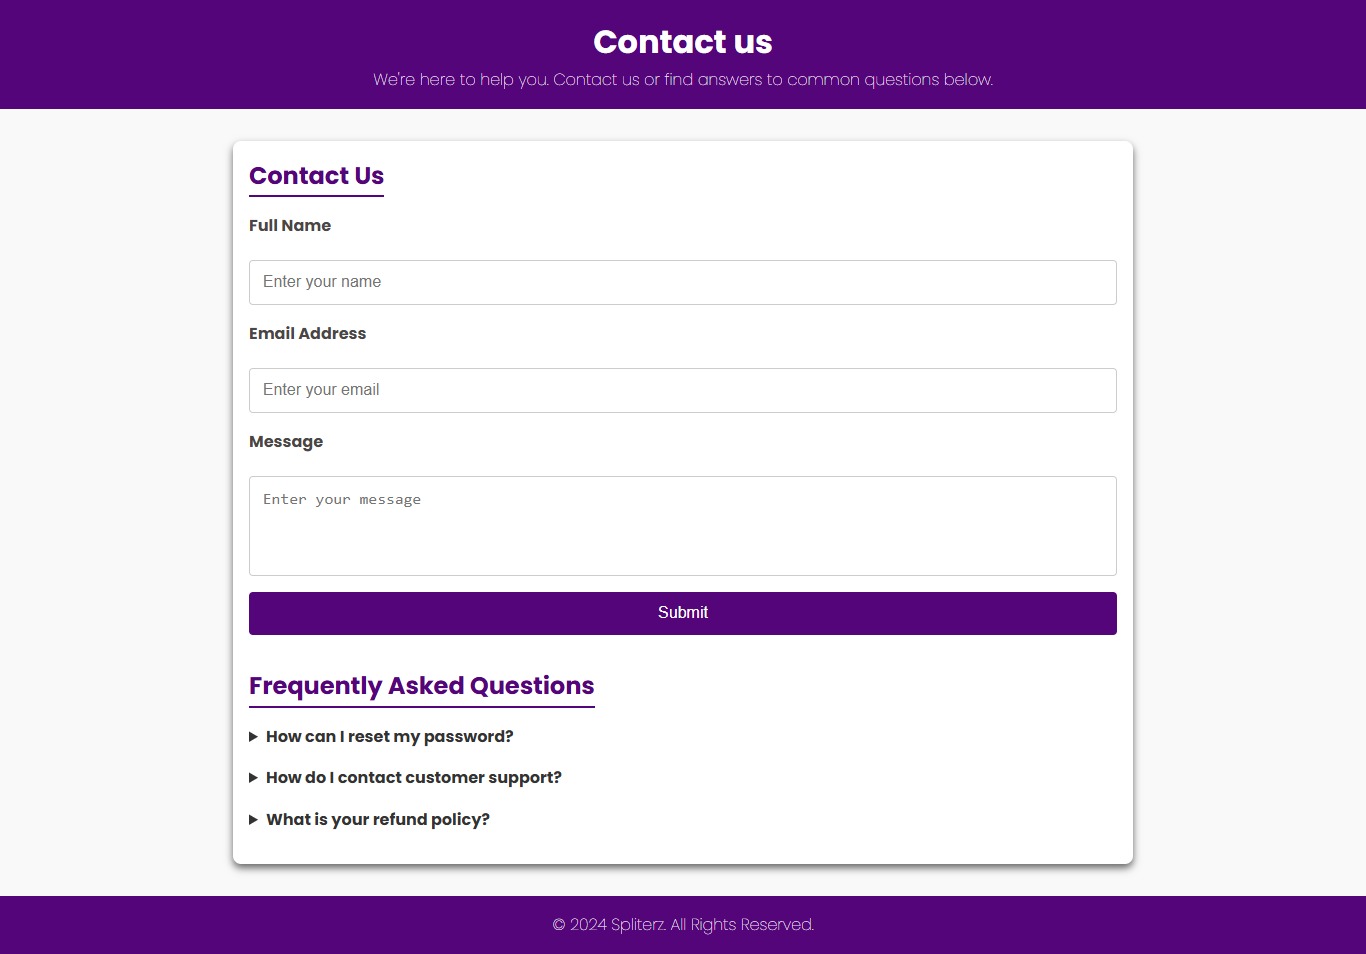 Contact us
We're here to help you. Contact us or find answers to common questions below.
Contact Us
Full Name
Enter your name
Email Address
Enter your email
Message
Enter your message
Submit
Frequently Asked Questions
How can I reset my password?
How do I contact customer support?
What is your refund policy?
© 2024 Spliterz. All Rights Reserved.